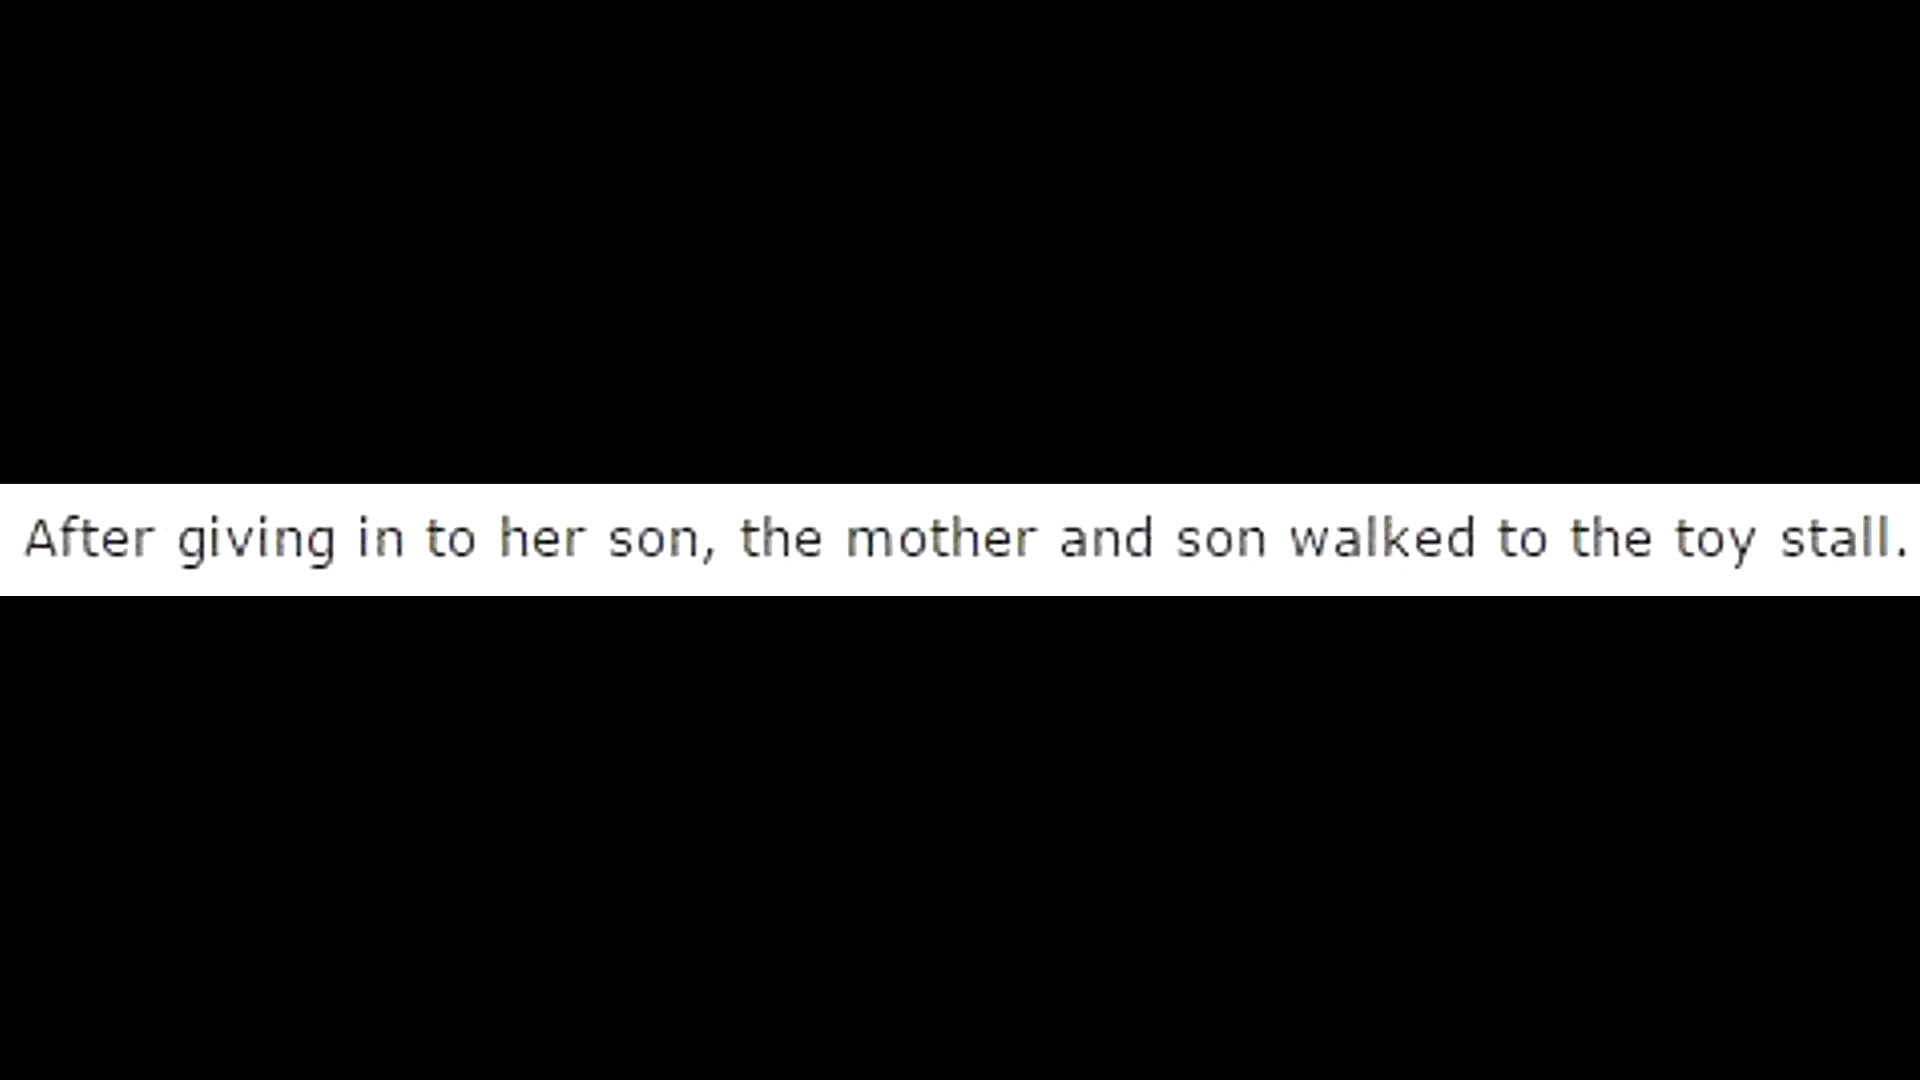 After giving in to her son, the mother and son walked to the toy stall.